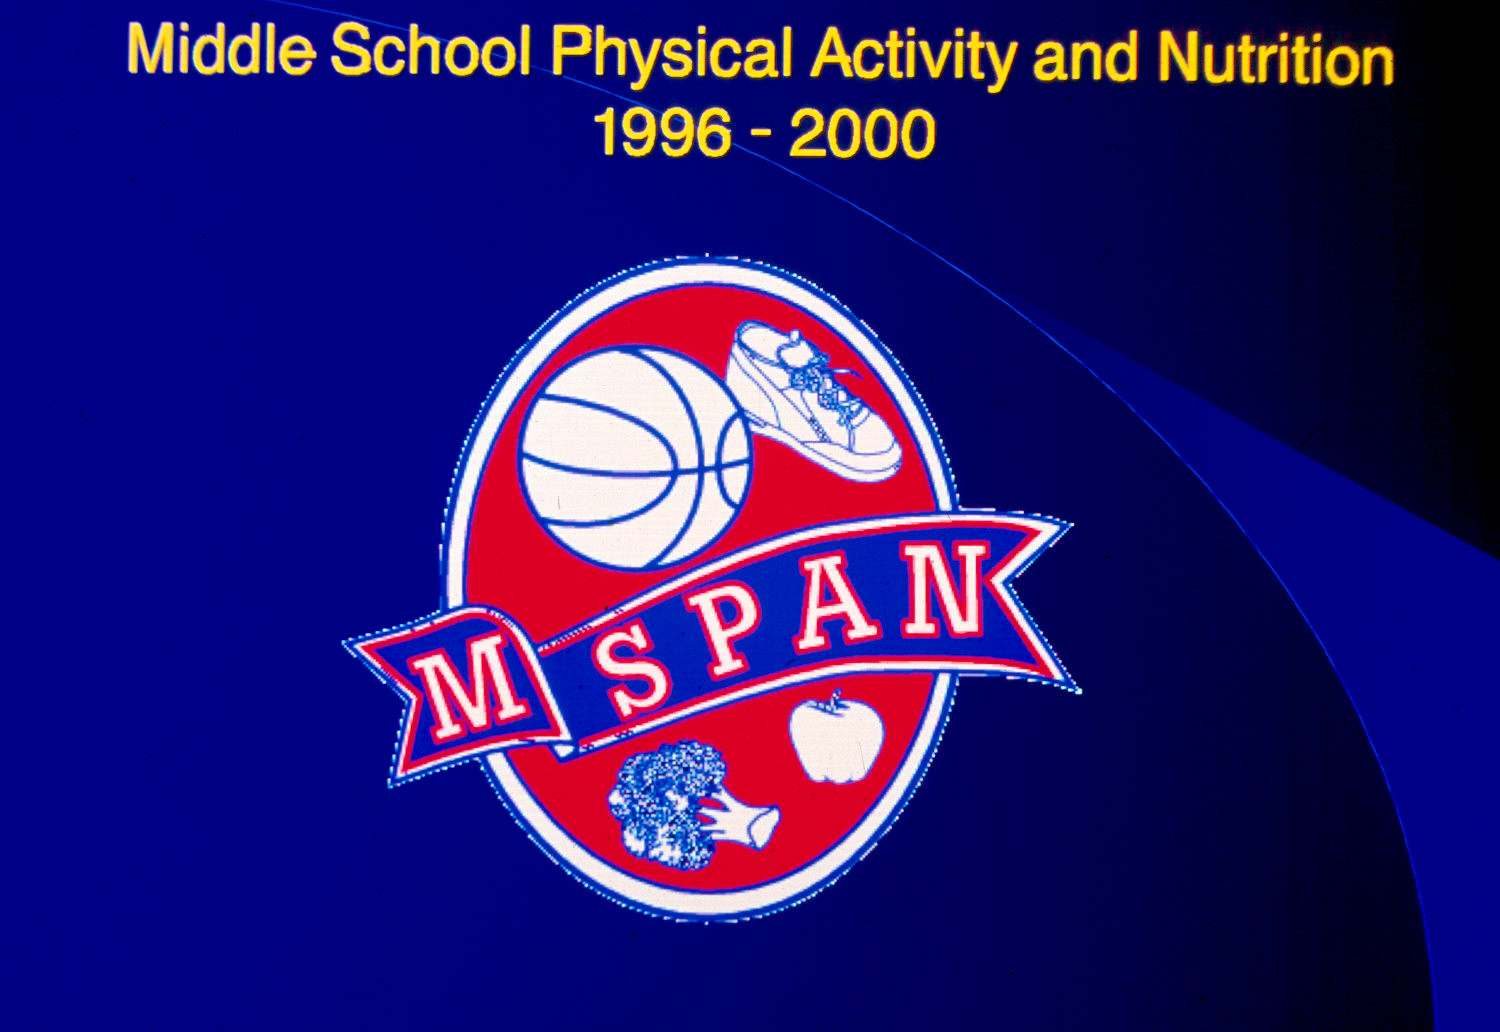 Middle School Physical Activity and Nutrition
1996 - 2000
M SPAN